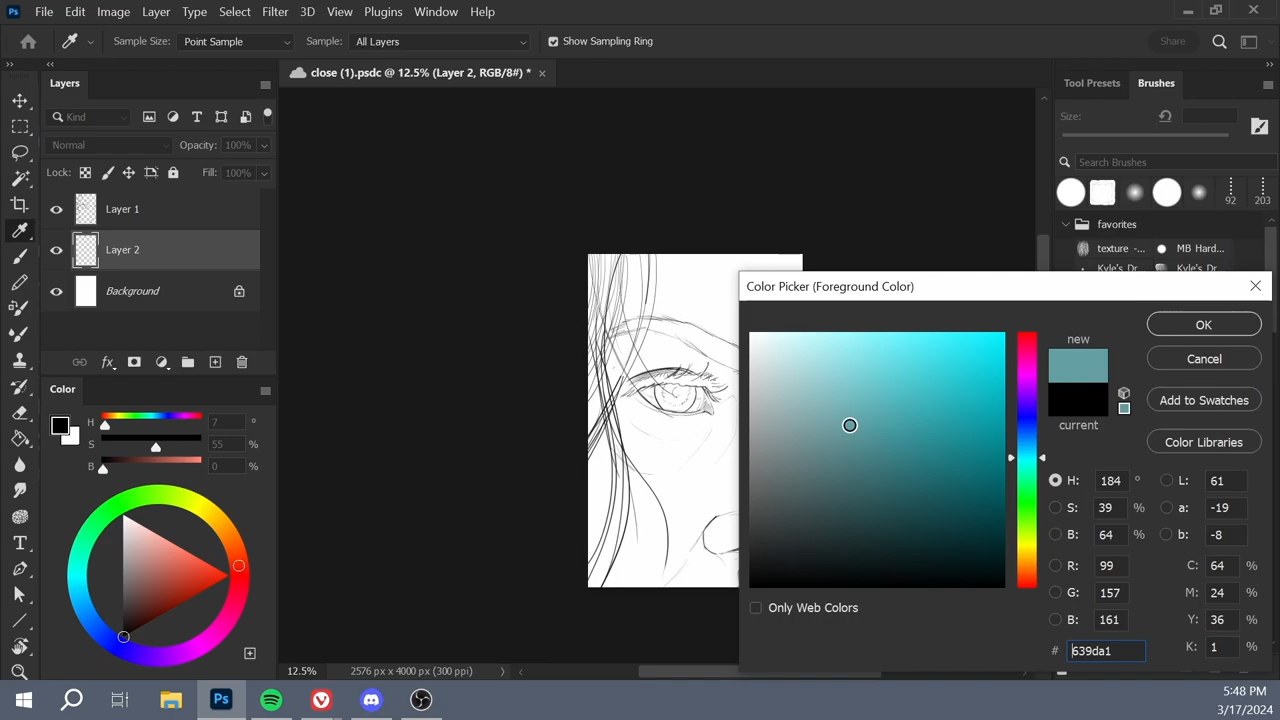 Ps File Edit Image Layer Type Select Filter 3D View Plugins Window Help
Sample Size: Point Sample Sample: All Layers Show Sampling Ring Share
Layers
close (1).psdc @ 12.5% (Layer 2, RGB/8#) *
Tool Presets Brushes
Kind
Size:
Normal Opacity: 100%
Search Brushes
Lock: Fill: 100%
92 203
Layer 1
favorites
Layer 2
texture -... MB Hard...
Kyle's Dr...
Background
Color Picker (Foreground Color)
OK
new
Cancel
Add to Swatches
current
Color Libraries
Color
H 7 °
S 55 %
B 0 %
H: 184 ° L: 61
S: 39 % a: -19
B: 64 % b: -8
R: 99 C: 64 %
G: 157 M: 24 %
B: 161 Y: 36 %
# 639da1 K: 1 %
Only Web Colors
12.5% 2576 px x 4000 px (300 ppi)
Ps
5:48 PM
3/17/2024